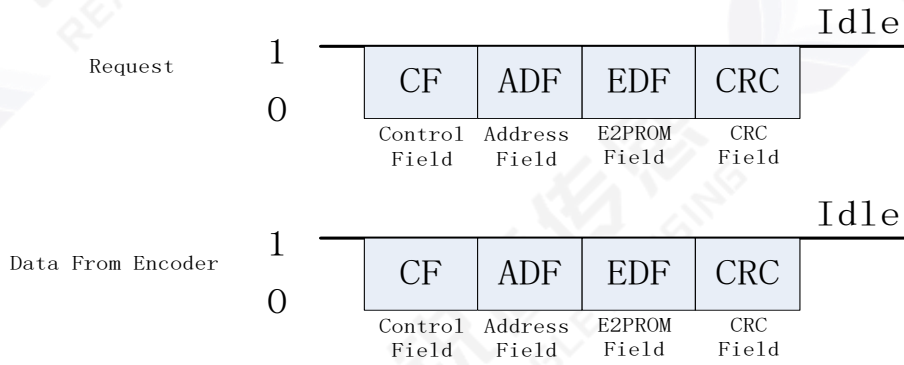 Idle
Request
1
0
CF ADF EDF CRC
Control Field
Address Field
E2PROM Field
CRC Field
Idle
Data From Encoder
1
0
CF ADF EDF CRC
Control Field
Address Field
E2PROM Field
CRC Field